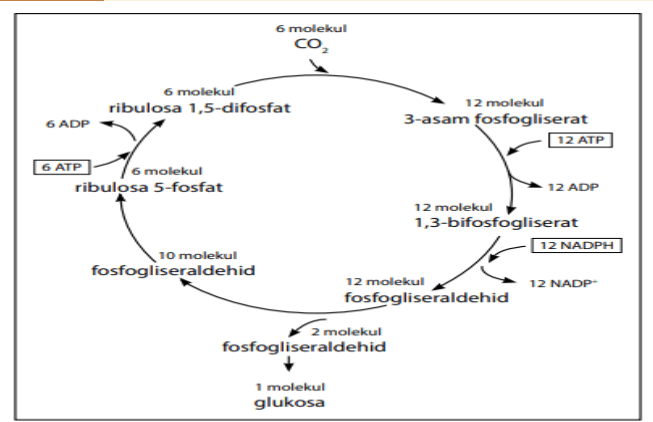 6 molekul
CO2
6 molekul
ribulosa 1,5-difosfat
12 molekul
3-asam fosfogliserat
6 ADP
12 ATP
6 ATP
6 molekul
ribulosa 5-fosfat
12 ADP
12 molekul
1,3-bifosfogliserat
12 NADPH
10 molekul
fosfogliseraldehid
12 molekul
fosfogliseraldehid
12 NADP+
2 molekul
fosfogliseraldehid
1 molekul
glukosa